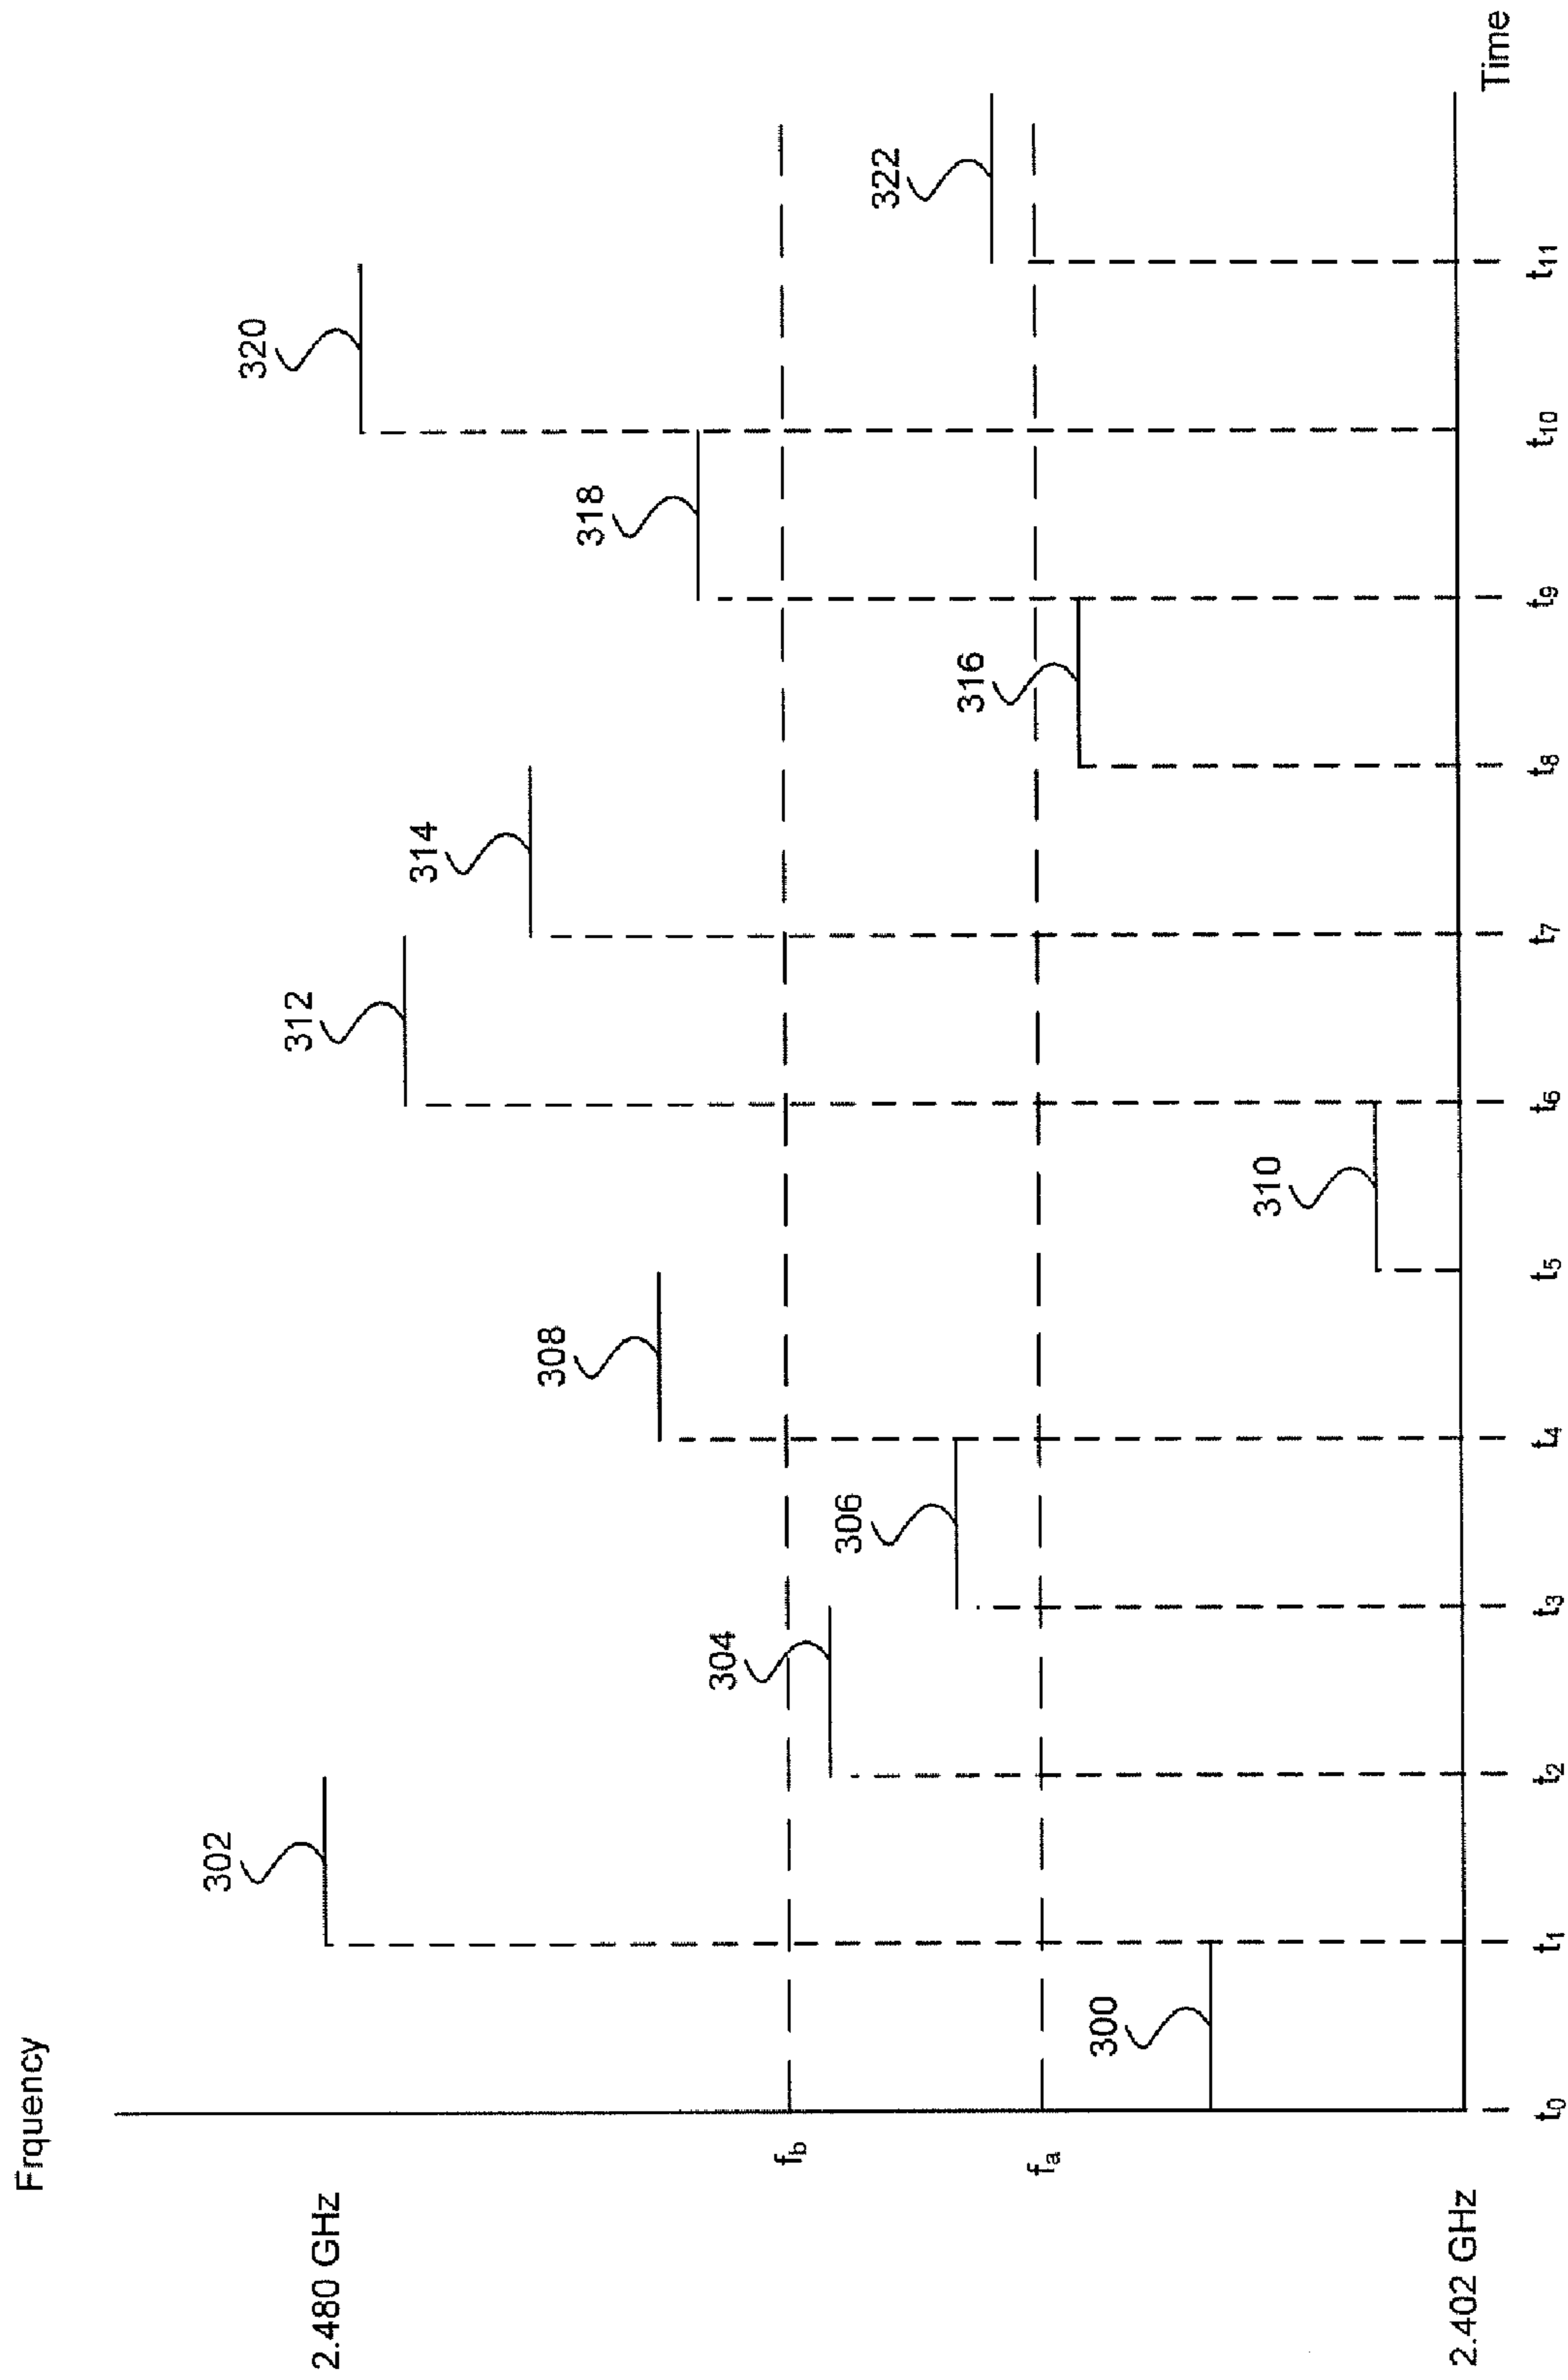 Frquency
2.480 GHz
f_b
f_a
2.402 GHz
300
302
304
306
308
310
312
314
316
318
320
322
t_0
t_1
t_2
t_3
t_4
t_5
t_6
t_7
t_8
t_9
t_10
t_11
Time